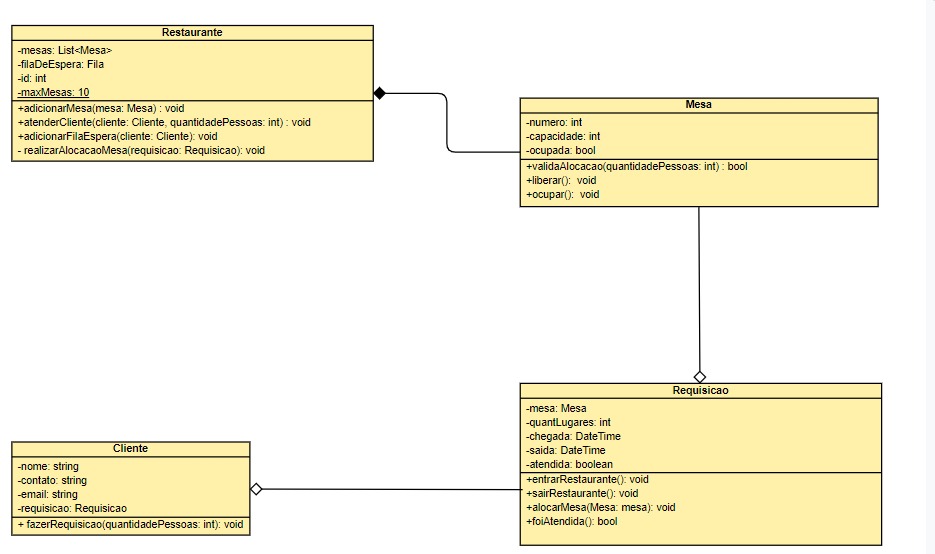 Restaurante
-mesas: List<Mesa>
-filaDeEspera: Fila
-id: int
-maxMesas: 10
+adicionarMesa(mesa: Mesa) : void
+atenderCliente(cliente: Cliente, quantidadePessoas: int) : void
+adicionarFilaEspera(cliente: Cliente): void
- realizarAlocacaoMesa(requisicao: Requisicao): void
Mesa
-numero: int
-capacidade: int
-ocupada: bool
+validaAlocacao(quantidadePessoas: int) : bool
+liberar(): void
+ocupar(): void
Requisicao
-mesa: Mesa
-quantLugares: int
-chegada: DateTime
-saida: DateTime
-atendida: boolean
+entrarRestaurante(): void
+sairRestaurante(): void
+alocarMesa(Mesa: mesa): void
+foiAtendida(): bool
Cliente
-nome: string
-contato: string
-email: string
-requisicao: Requisicao
+ fazerRequisicao(quantidadePessoas: int): void